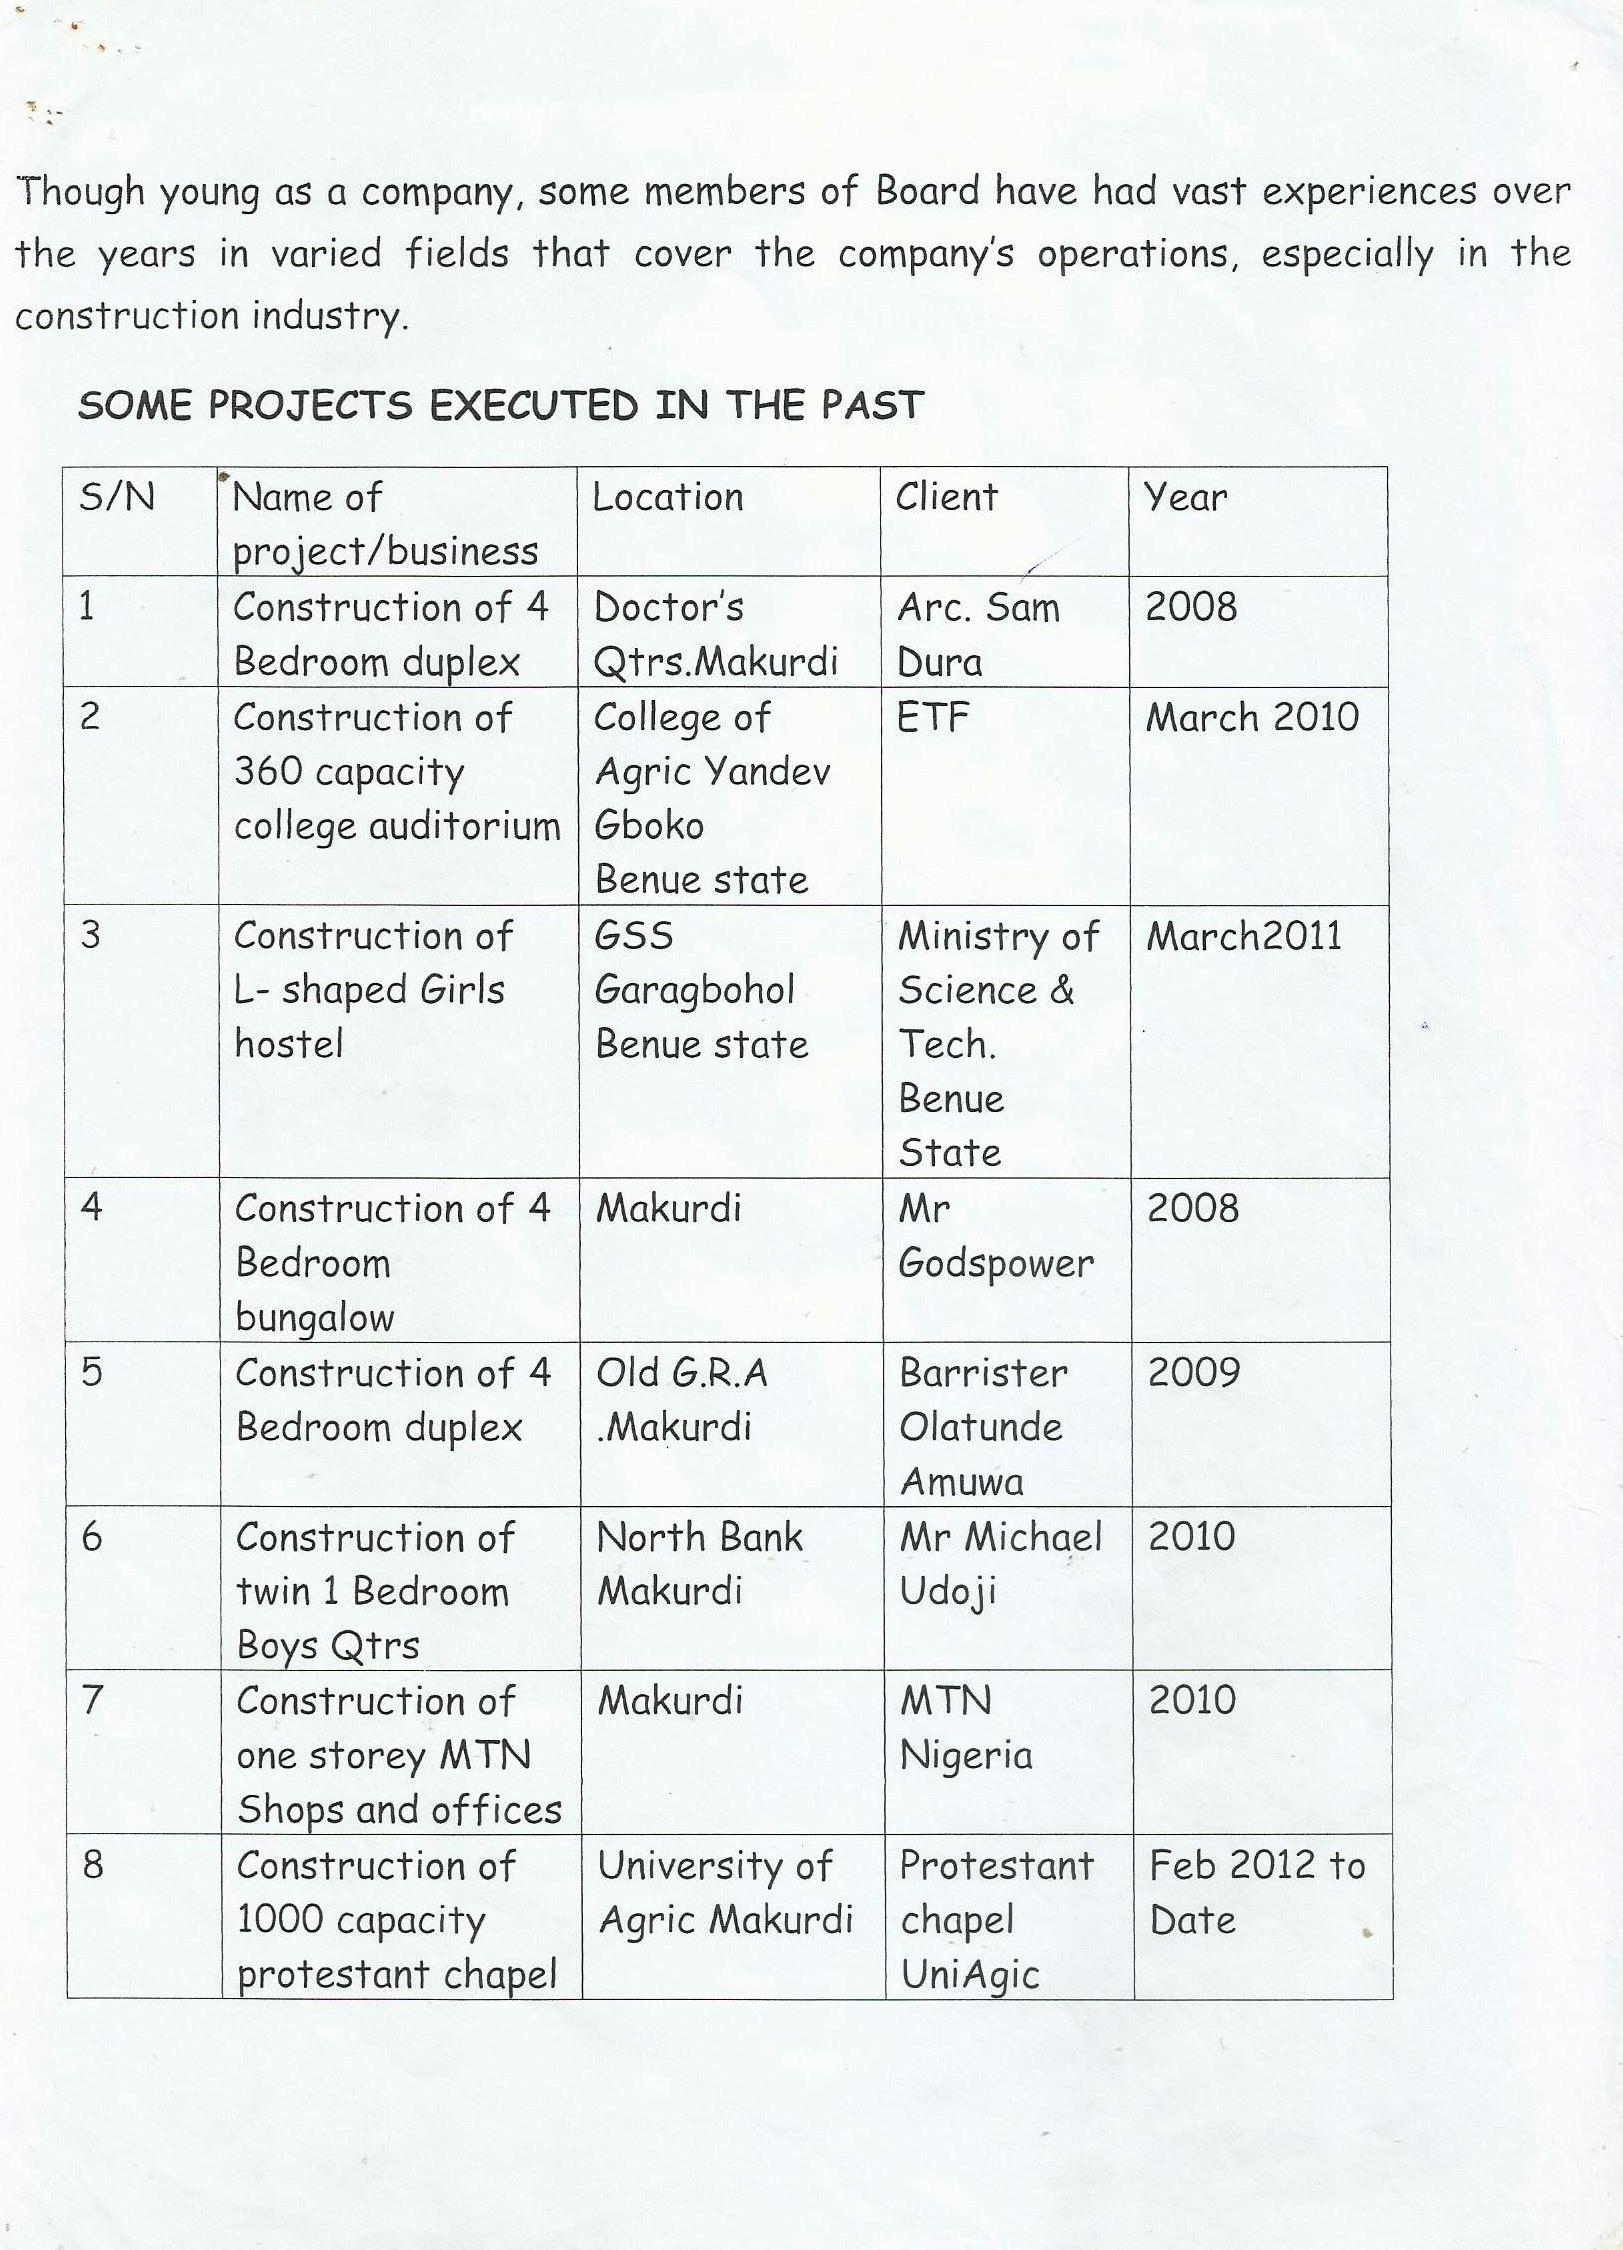 Though young as a company, some members of Board have had vast experiences over
the years in varied fields that cover the company's operations, especially in the
construction industry.
SOME PROJECTS EXECUTED IN THE PAST
S/N Name of project/business Location Client Year
1 Construction of 4 Bedroom duplex Doctor's Qtrs.Makurdi Arc. Sam Dura 2008
2 Construction of 360 capacity college auditorium College of Agric Yandev Gboko Benue state ETF March 2010
3 Construction of L- shaped Girls hostel GSS Garagbohol Benue state Ministry of Science & Tech. Benue State March2011
4 Construction of 4 Bedroom bungalow Makurdi Mr Godspower 2008
5 Construction of 4 Bedroom duplex Old G.R.A .Makurdi Barrister Olatunde Amuwa 2009
6 Construction of twin 1 Bedroom Boys Qtrs North Bank Makurdi Mr Michael Udoji 2010
7 Construction of one storey MTN Shops and offices Makurdi MTN Nigeria 2010
8 Construction of 1000 capacity protestant chapel University of Agric Makurdi Protestant chapel UniAgic Feb 2012 to Date